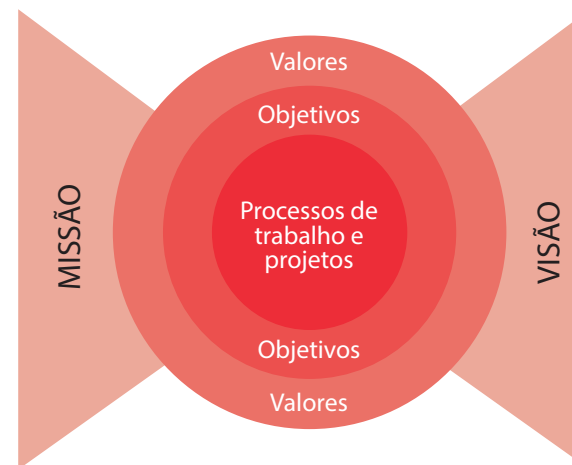 Valores
Objetivos
MISSÃO
Processos de
trabalho e
projetos
VISÃO
Objetivos
Valores